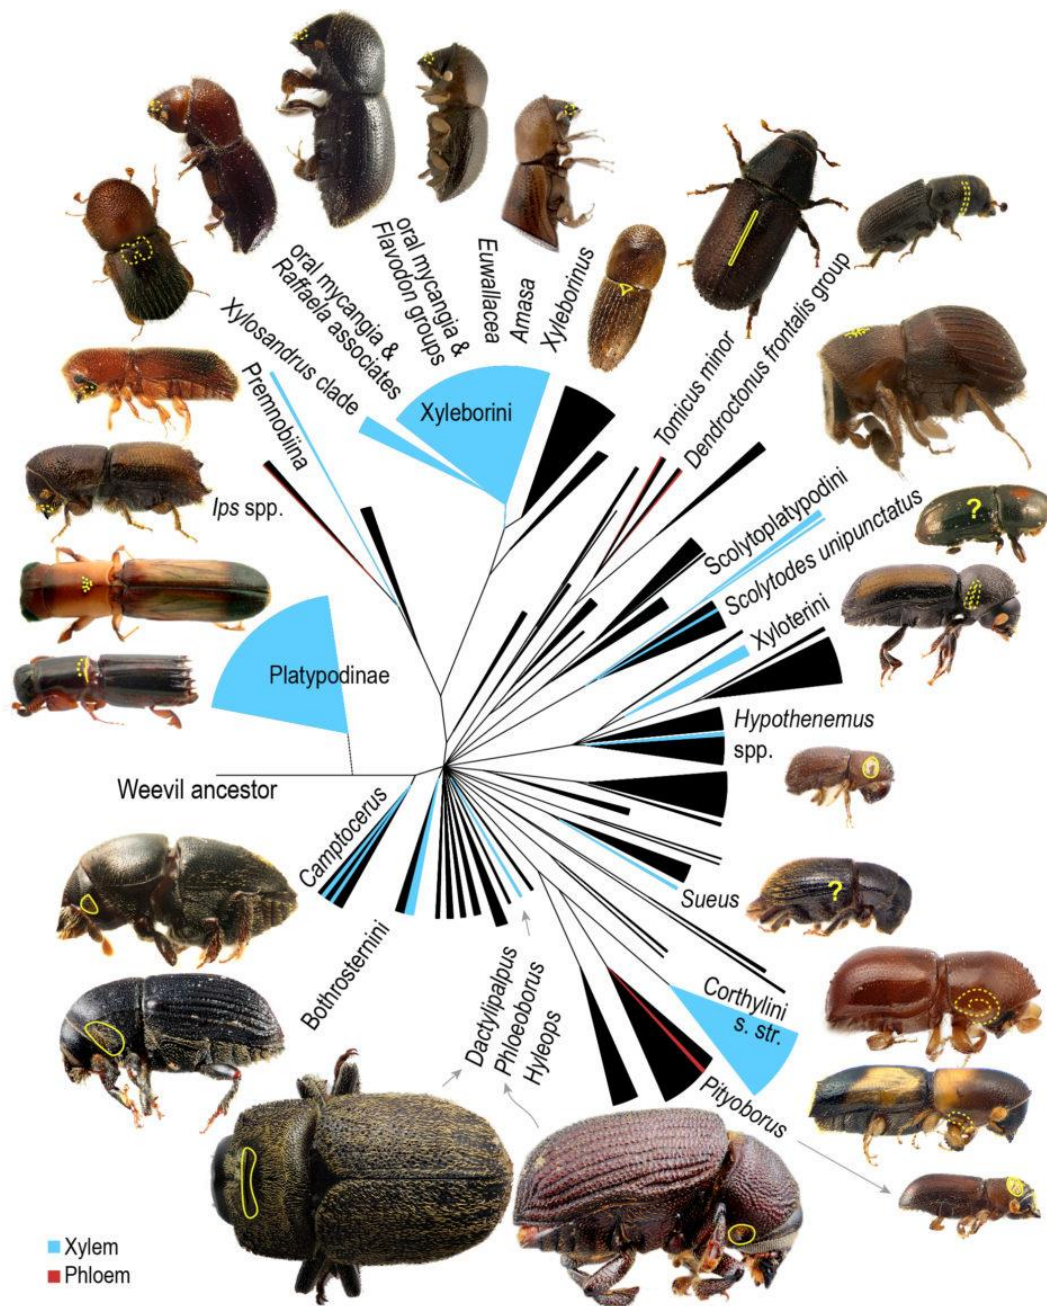 oral mycangia &
Raffaela associates
oral mycangia &
Flavodon groups
Euwallacea
Amasa
Xyleborinus
Xylosandrus clade
Premnobiina
Xyleborini
Tomicus minor
Dendroctonus frontalis group
Ips spp.
Scolytoplatypodini
Scolytodes unipunctatus
?
Xyloterini
Platypodinae
Hypothenemus
spp.
Weevil ancestor
Camptocerus
Sueus
?
Bothrosternini
Dactylipalpus
Phloeoborus
Hyleops
Corthylini
s. str.
Pityoborus
Xylem
Phloem